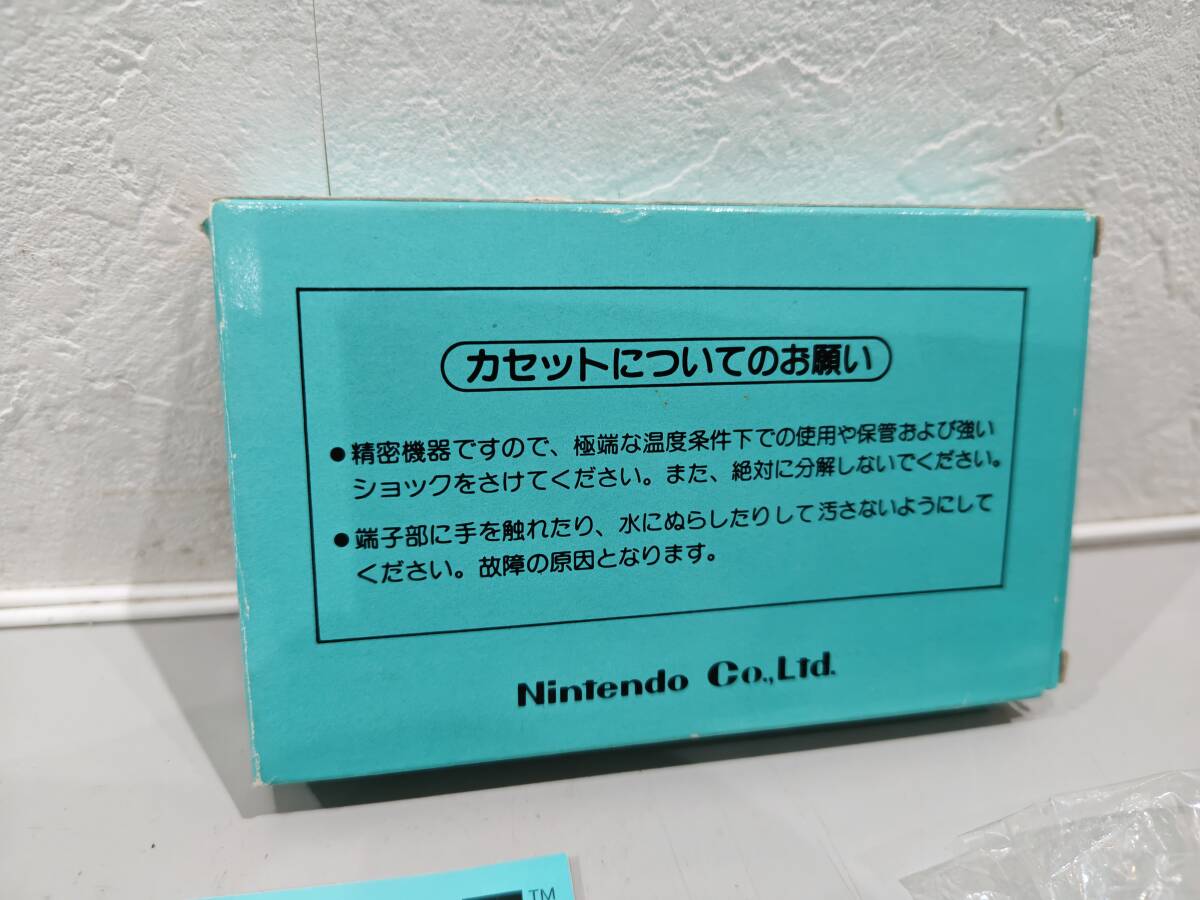 カセットについてのお願い
●精密機器ですので、極端な温度条件下での使用や保管および強い
ショックをさけてください。また、絶対に分解しないでください。
●端子部に手を触れたり、水にぬらしたりして汚さないようにして
ください。故障の原因となります。
Nintendo Co.,Ltd.
TM